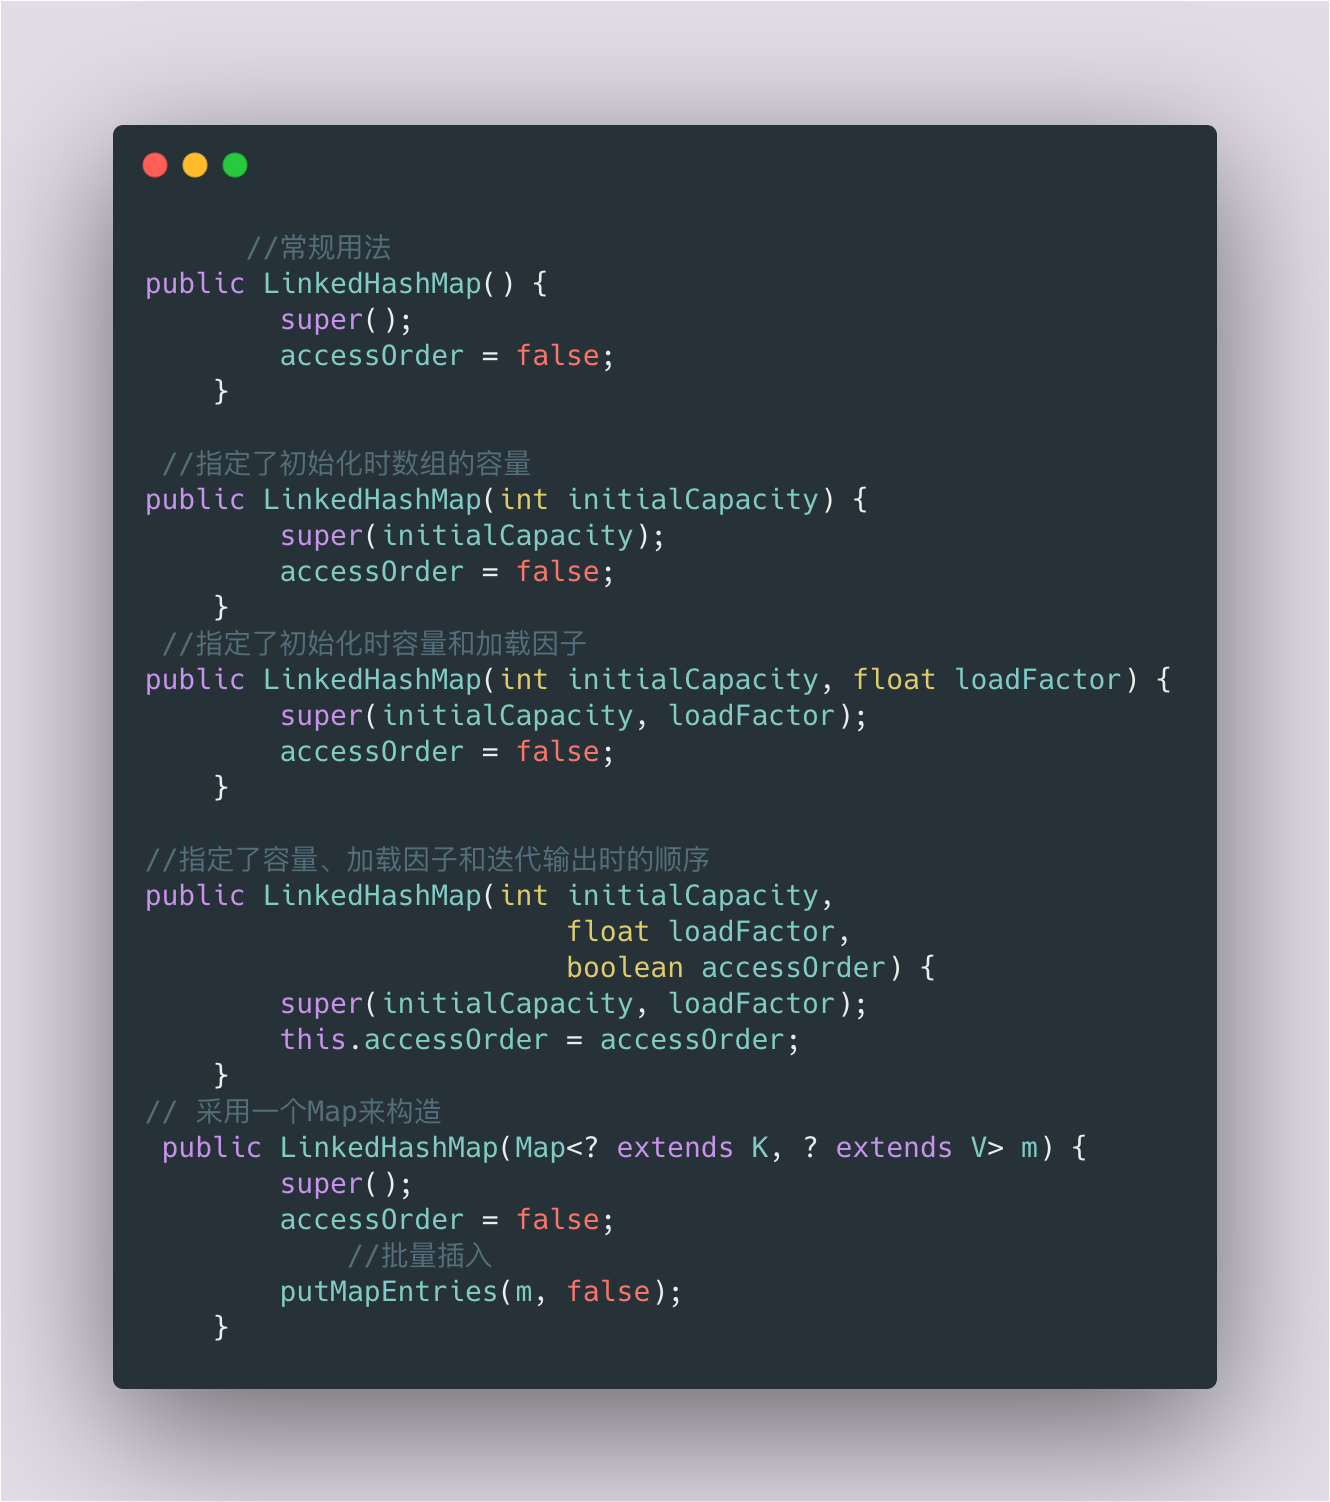 //常规用法
public LinkedHashMap() {
super();
accessOrder = false;
}
//指定了初始化时数组的容量
public LinkedHashMap(int initialCapacity) {
super(initialCapacity);
accessOrder = false;
}
//指定了初始化时容量和加载因子
public LinkedHashMap(int initialCapacity, float loadFactor) {
super(initialCapacity, loadFactor);
accessOrder = false;
}
//指定了容量、加载因子和迭代输出时的顺序
public LinkedHashMap(int initialCapacity,
float loadFactor,
boolean accessOrder) {
super(initialCapacity, loadFactor);
this.accessOrder = accessOrder;
}
// 采用一个Map来构造
public LinkedHashMap(Map<? extends K, ? extends V> m) {
super();
accessOrder = false;
//批量插入
putMapEntries(m, false);
}